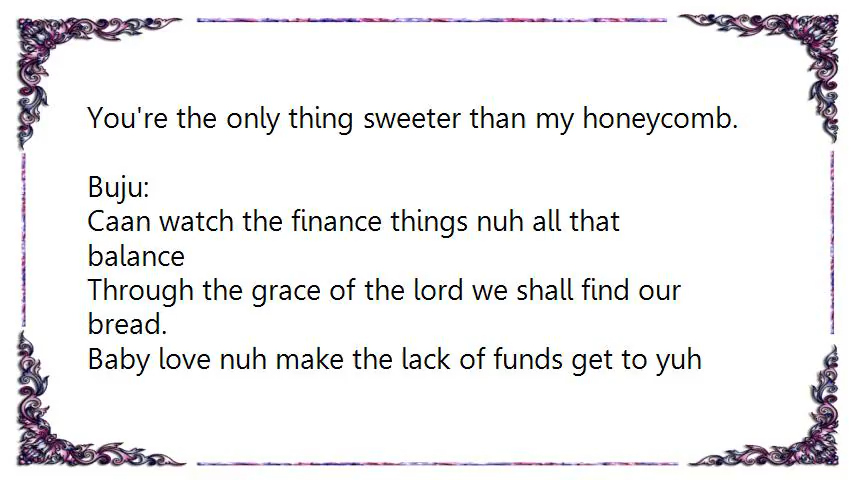 You're the only thing sweeter than my honeycomb.
Buju:
Caan watch the finance things nuh all that
balance
Through the grace of the lord we shall find our
bread.
Baby love nuh make the lack of funds get to yuh